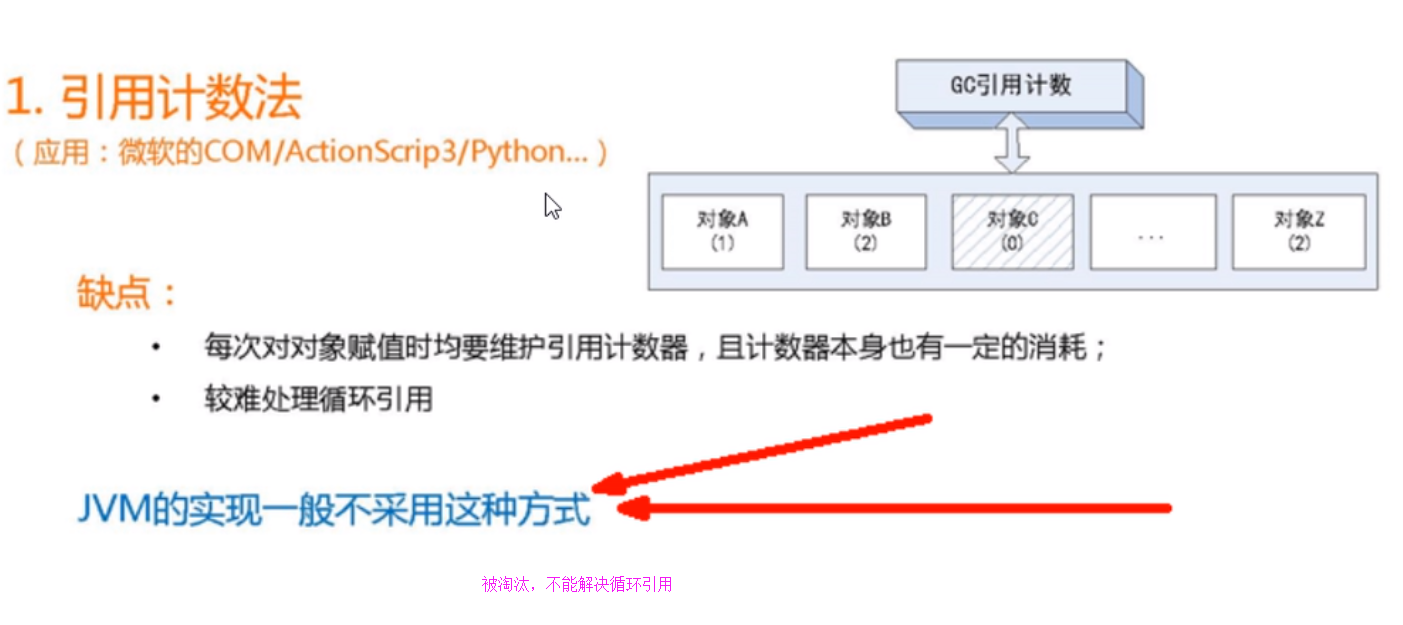 1. 引用计数法
（应用：微软的COM/ActionScrip3/Python...）
GC引用计数
对象A
(1)
对象B
(2)
对象C
(0)
...
对象Z
(2)
缺点：
• 每次对对象赋值时均要维护引用计数器，且计数器本身也有一定的消耗；
• 较难处理循环引用
JVM的实现一般不采用这种方式
被淘汰，不能解决循环引用